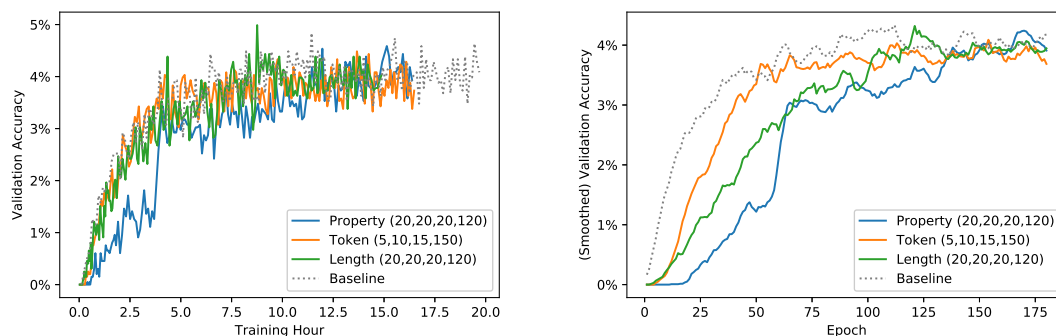 5%
4%
3%
2%
1%
0%
Validation Accuracy
0.0 2.5 5.0 7.5 10.0 12.5 15.0 17.5 20.0
Training Hour
Property (20,20,20,120)
Token (5,10,15,150)
Length (20,20,20,120)
Baseline
4%
3%
2%
1%
0%
(Smoothed) Validation Accuracy
0 25 50 75 100 125 150 175
Epoch
Property (20,20,20,120)
Token (5,10,15,150)
Length (20,20,20,120)
Baseline